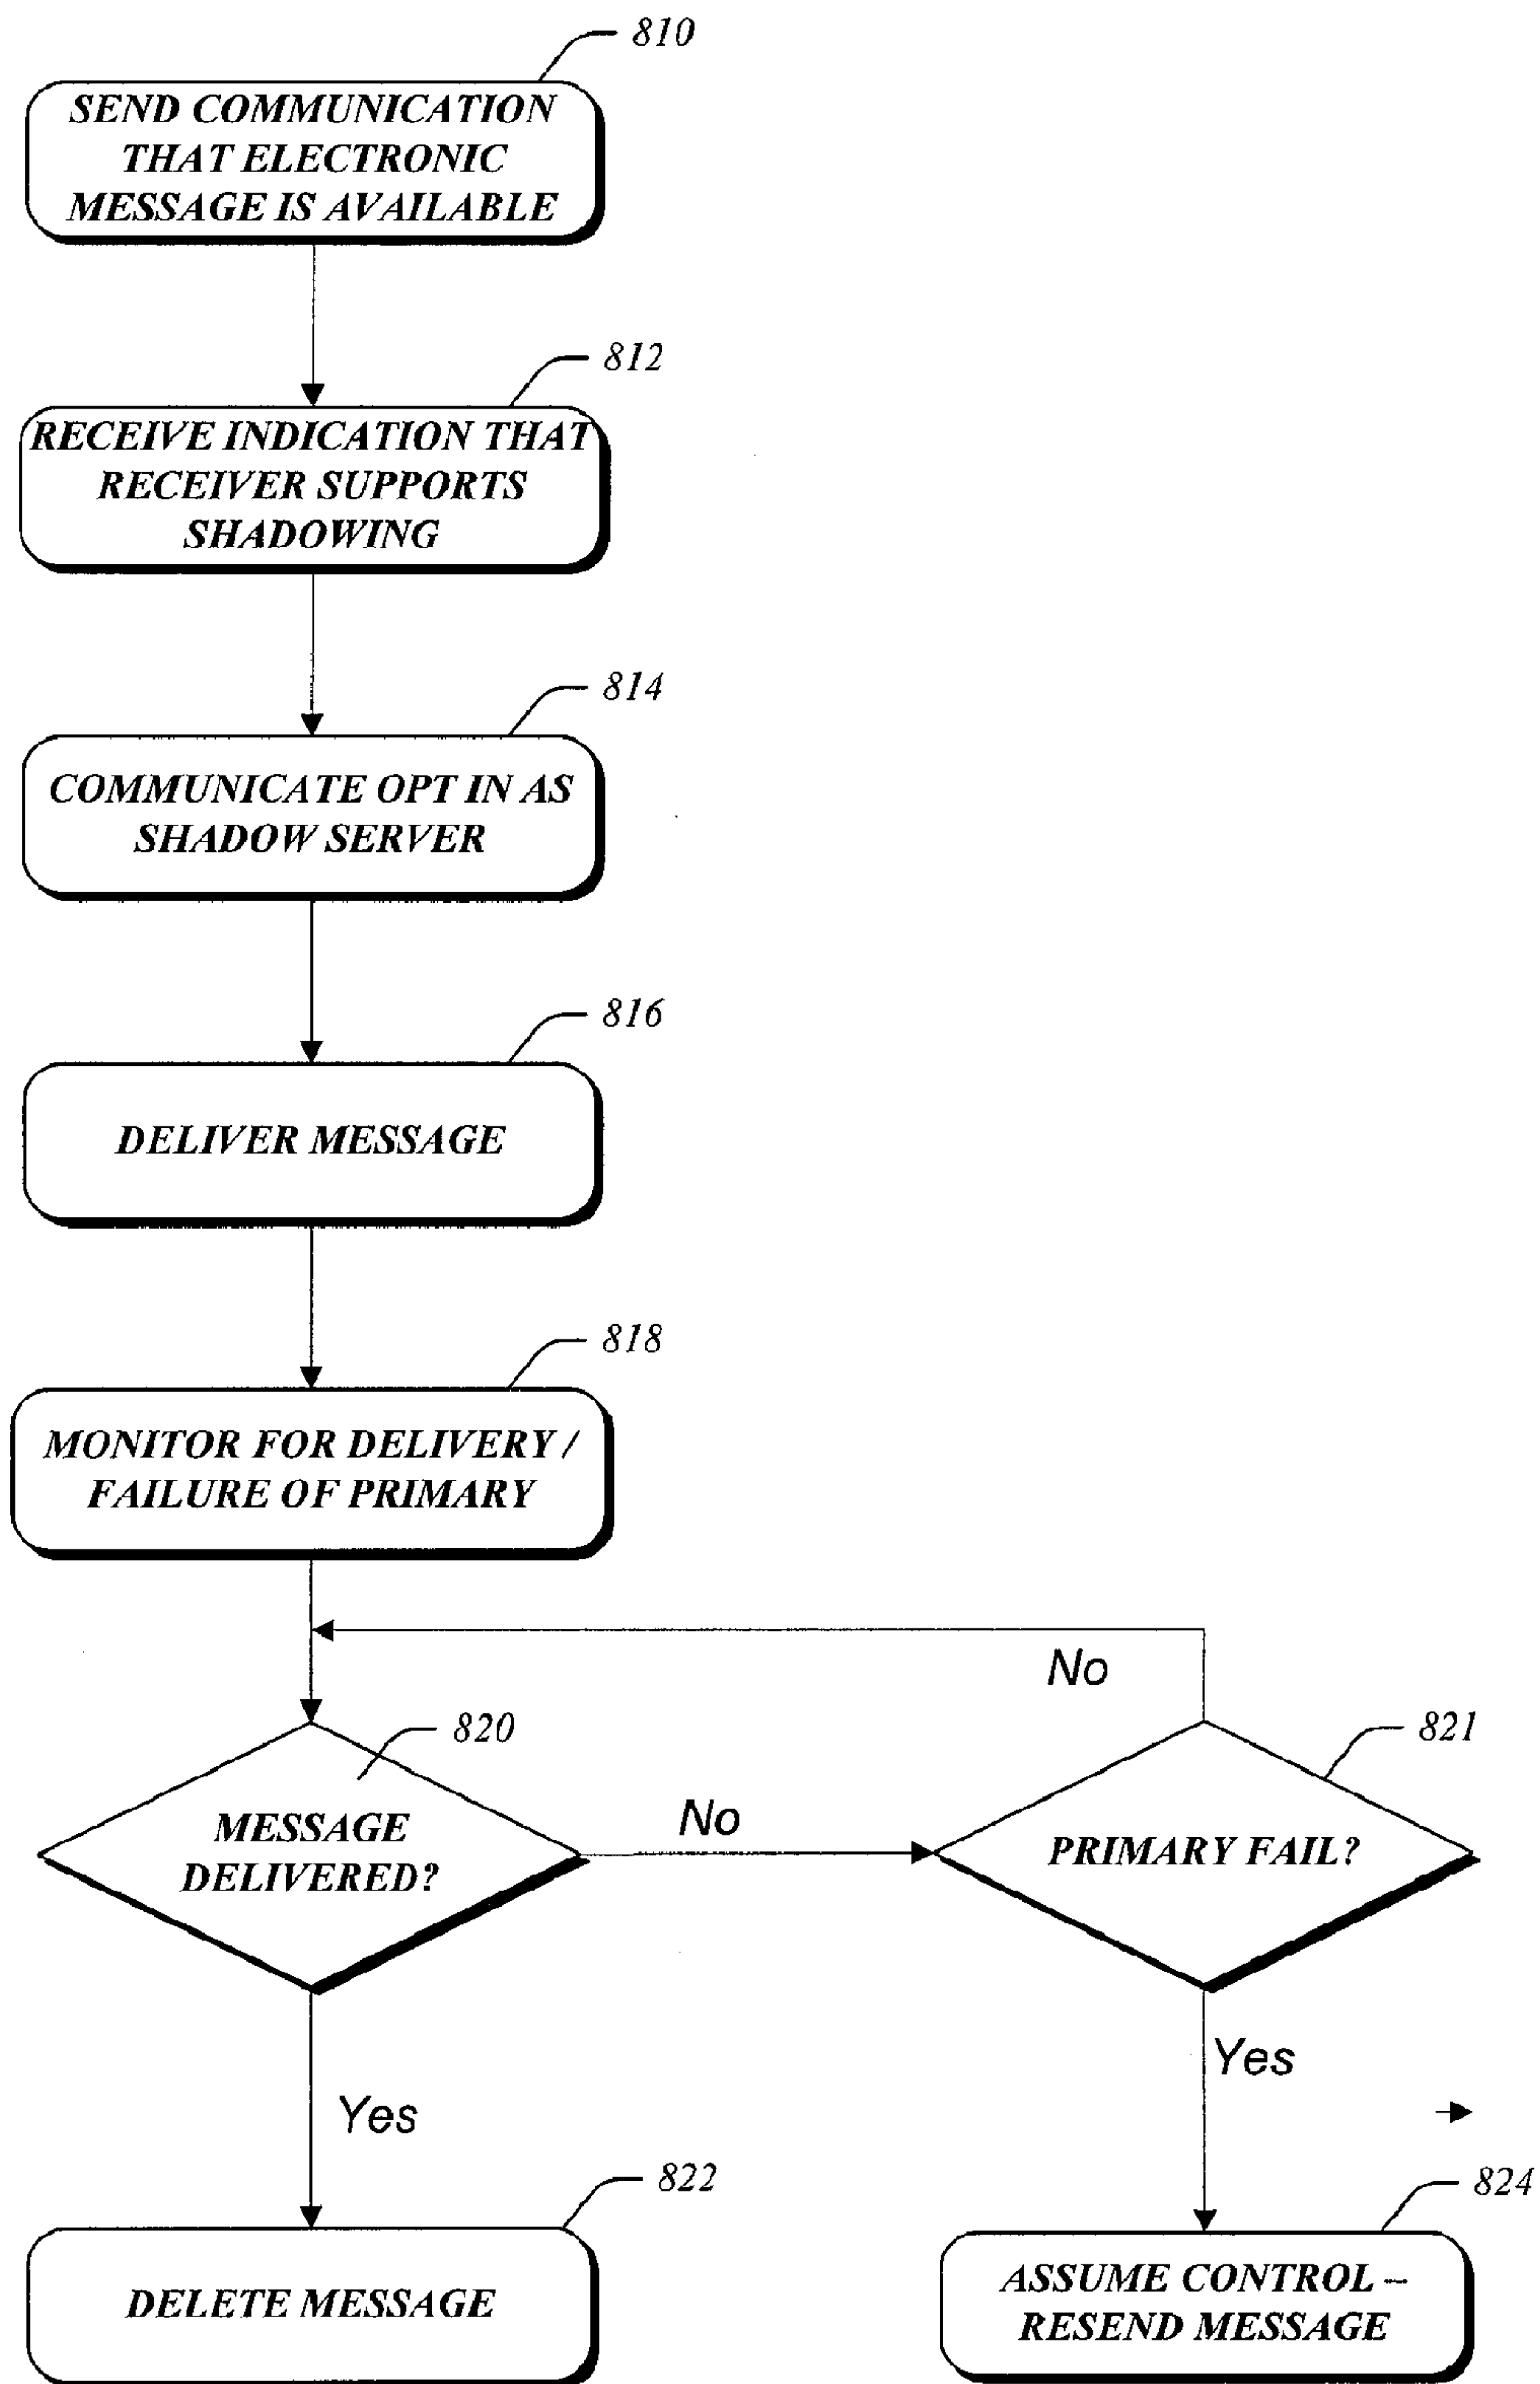 810
SEND COMMUNICATION
THAT ELECTRONIC
MESSAGE IS AVAILABLE
812
RECEIVE INDICATION THAT
RECEIVER SUPPORTS
SHADOWING
814
COMMUNICATE OPT IN AS
SHADOW SERVER
816
DELIVER MESSAGE
818
MONITOR FOR DELIVERY /
FAILURE OF PRIMARY
No
820
MESSAGE
DELIVERED?
No
821
PRIMARY FAIL?
Yes
Yes
822
DELETE MESSAGE
824
ASSUME CONTROL –
RESEND MESSAGE